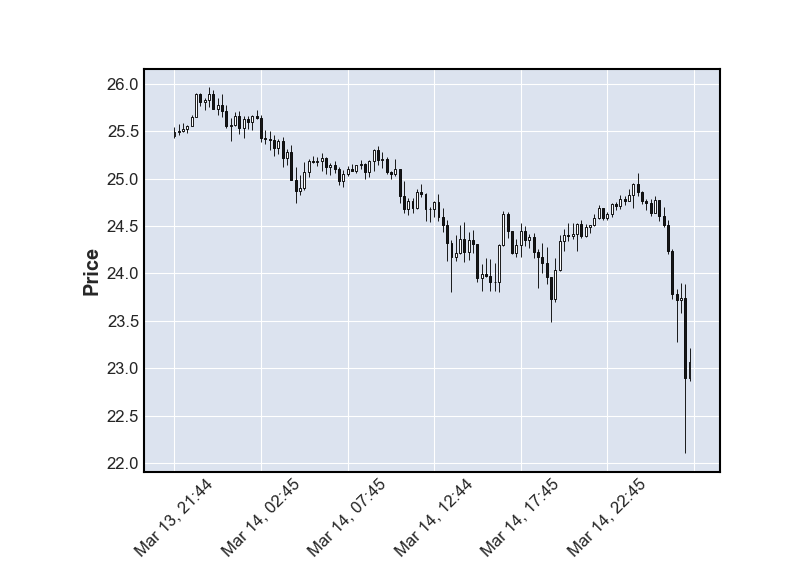 26.0
25.5
25.0
24.5
24.0
23.5
23.0
22.5
22.0
Price
Mar 13, 21:44
Mar 14, 02:45
Mar 14, 07:45
Mar 14, 12:44
Mar 14, 17:45
Mar 14, 22:45